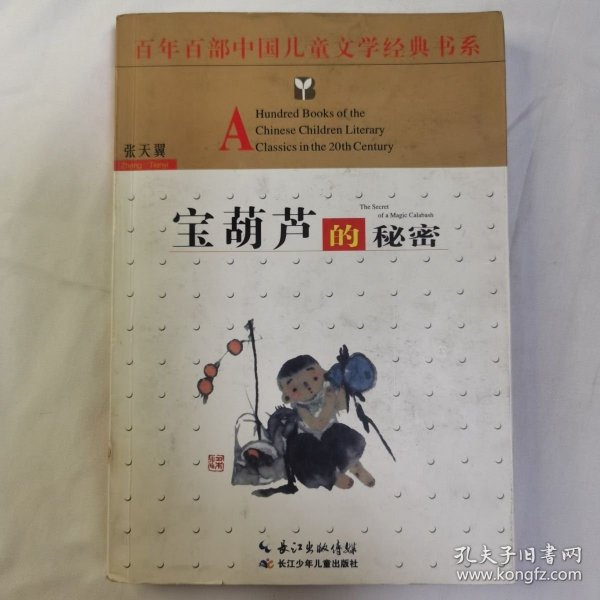 百年百部中国儿童文学经典书系
A Hundred Books of the
Chinese Children Literary
Classics in the 20th Century
张天翼
Zhang Tianyi
The Secret
of a Magic Calabash
宝葫芦的秘密
长江出版传媒
长江少年儿童出版社
孔夫子旧书网
www.kongfz.com